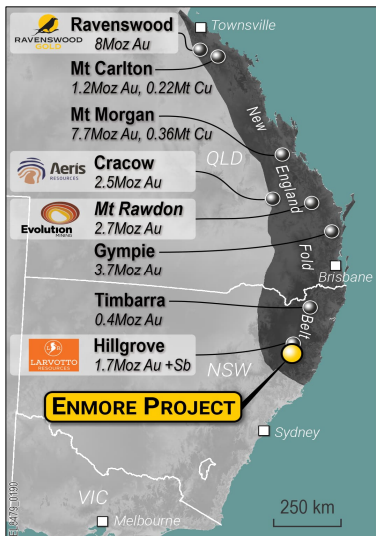 Ravenswood
8Moz Au
RAVENSWOOD
GOLD
Townsville
Mt Carlton
1.2Moz Au, 0.22Mt Cu
Mt Morgan
7.7Moz Au, 0.36Mt Cu
New
England
Fold
Belt
QLD
Aeris
RESOURCES
Cracow
2.5Moz Au
Evolution
MINING
Mt Rawdon
2.7Moz Au
Gympie
3.7Moz Au
Brisbane
Timbarra
0.4Moz Au
LARVOTTO
RESOURCES
Hillgrove
1.7Moz Au +Sb
NSW
ENMORE PROJECT
Sydney
VIC
Melbourne
250 km